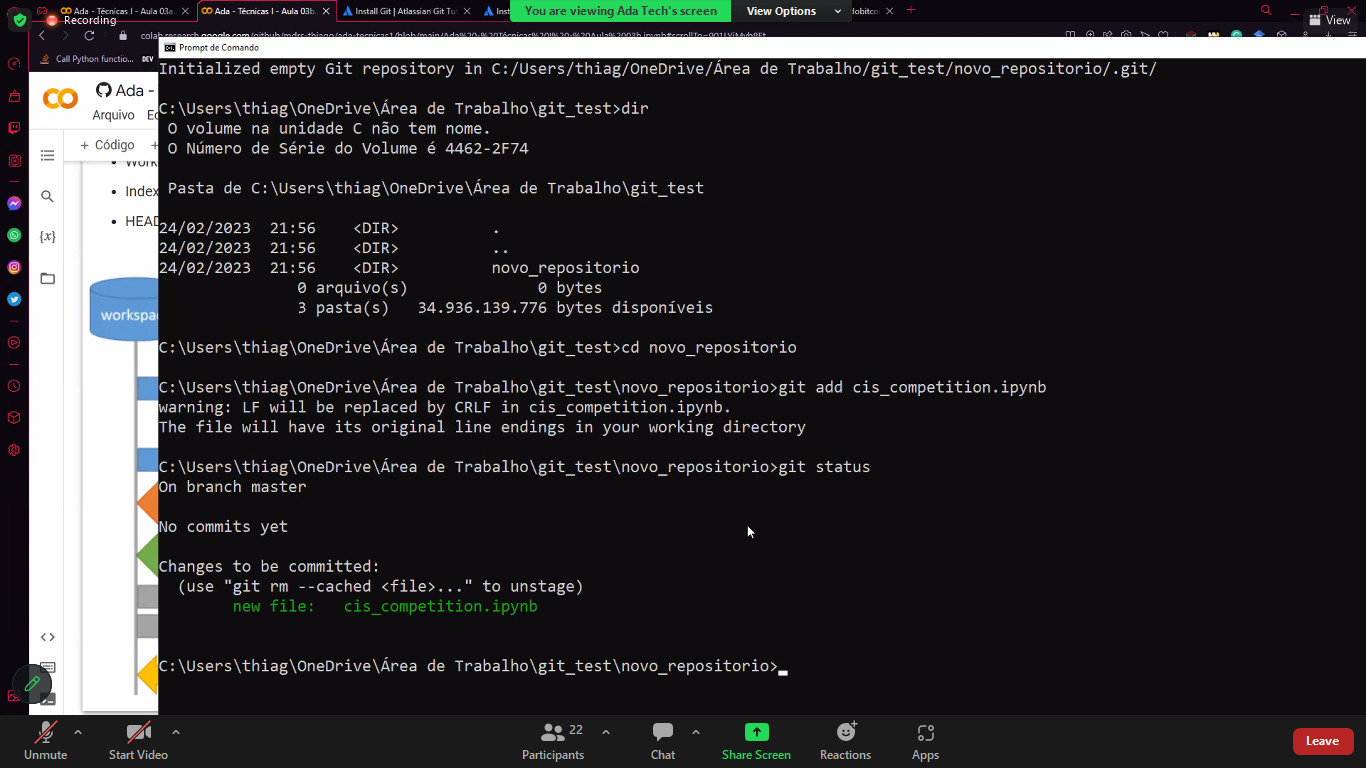 Recording
Ada - Técnicas I - Aula 03a
Ada - Técnicas I - Aula 03b
Install Git | Atlassian Git Tu
You are viewing Ada Tech's screen
View Options
View
Call Python functio...
DEV
Prompt de Comando
Ada -
Arquivo
+ Código +
Index
HEAD
{x}
<>
Initialized empty Git repository in C:/Users/thiag/OneDrive/Área de Trabalho/git_test/novo_repositorio/.git/
C:\Users\thiag\OneDrive\Área de Trabalho\git_test>dir
O volume na unidade C não tem nome.
O Número de Série do Volume é 4462-2F74
Pasta de C:\Users\thiag\OneDrive\Área de Trabalho\git_test
24/02/2023 21:56 <DIR> .
24/02/2023 21:56 <DIR> ..
24/02/2023 21:56 <DIR> novo_repositorio
0 arquivo(s) 0 bytes
3 pasta(s) 34.936.139.776 bytes disponíveis
C:\Users\thiag\OneDrive\Área de Trabalho\git_test>cd novo_repositorio
C:\Users\thiag\OneDrive\Área de Trabalho\git_test\novo_repositorio>git add cis_competition.ipynb
warning: LF will be replaced by CRLF in cis_competition.ipynb.
The file will have its original line endings in your working directory
C:\Users\thiag\OneDrive\Área de Trabalho\git_test\novo_repositorio>git status
On branch master
No commits yet
Changes to be committed:
(use "git rm --cached <file>..." to unstage)
new file: cis_competition.ipynb
C:\Users\thiag\OneDrive\Área de Trabalho\git_test\novo_repositorio>
workspa
Unmute
Start Video
Participants
22
Chat
Share Screen
Reactions
Apps
Leave